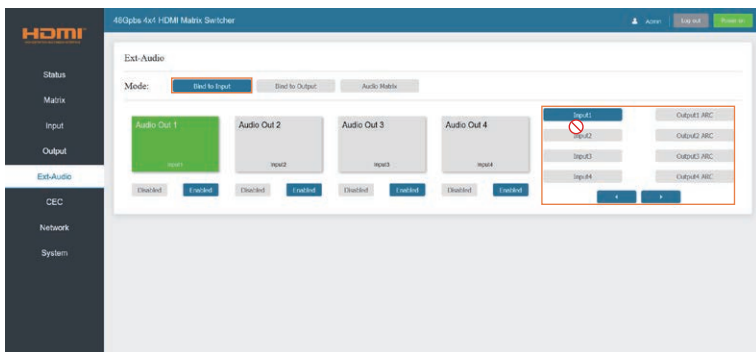 HDMI
48Gpbs 4x4 HDMI Matrix Switcher
Admin
Log out
Power on
Status
Matrix
Input
Output
Ext-Audio
CEC
Network
System
Ext-Audio
Mode:
Bind to Input
Bind to Output
Audio Matrix
Audio Out 1
Input1
Disabled
Enabled
Audio Out 2
Input2
Disabled
Enabled
Audio Out 3
Input3
Disabled
Enabled
Audio Out 4
Input4
Disabled
Enabled
Input1
Output1 ARC
Input2
Output2 ARC
Input3
Output3 ARC
Input4
Output4 ARC